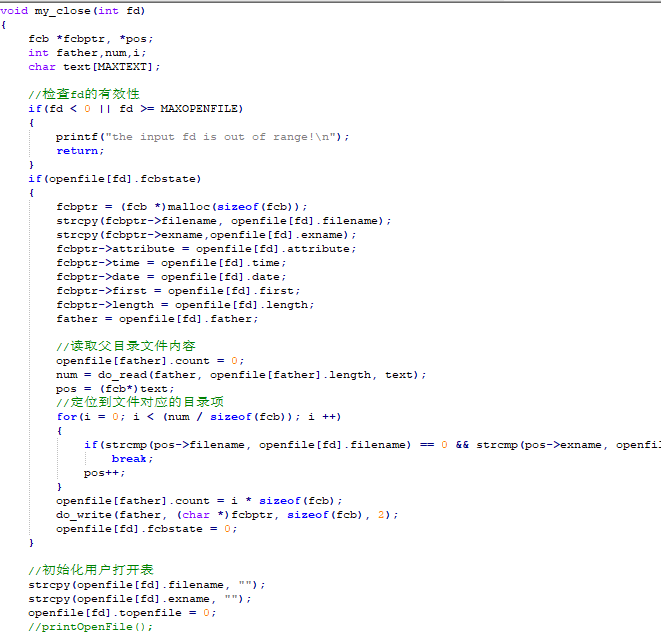 void my_close(int fd)
{
    fcb *fcbptr, *pos;
    int father,num,i;
    char text[MAXTEXT];

    //检查fd的有效性
    if(fd < 0 || fd >= MAXOPENFILE)
    {
        printf("the input fd is out of range!\n");
        return;
    }
    if(openfile[fd].fcbstate)
    {
        fcbptr = (fcb *)malloc(sizeof(fcb));
        strcpy(fcbptr->filename, openfile[fd].filename);
        strcpy(fcbptr->exname,openfile[fd].exname);
        fcbptr->attribute = openfile[fd].attribute;
        fcbptr->time = openfile[fd].time;
        fcbptr->date = openfile[fd].date;
        fcbptr->first = openfile[fd].first;
        fcbptr->length = openfile[fd].length;
        father = openfile[fd].father;

        //读取父目录文件内容
        openfile[father].count = 0;
        num = do_read(father, openfile[father].length, text);
        pos = (fcb*)text;
        //定位到文件对应的目录项
        for(i = 0; i < (num / sizeof(fcb)); i ++)
        {
            if(strcmp(pos->filename, openfile[fd].filename) == 0 && strcmp(pos->exname,
                break;
            pos++;
        }
        openfile[father].count = i * sizeof(fcb);
        do_write(father, (char *)fcbptr, sizeof(fcb), 2);
        openfile[fd].fcbstate = 0;
    }

    //初始化用户打开表
    strcpy(openfile[fd].filename, "");
    strcpy(openfile[fd].exname, "");
    openfile[fd].topenfile = 0;
    //printOpenFile();